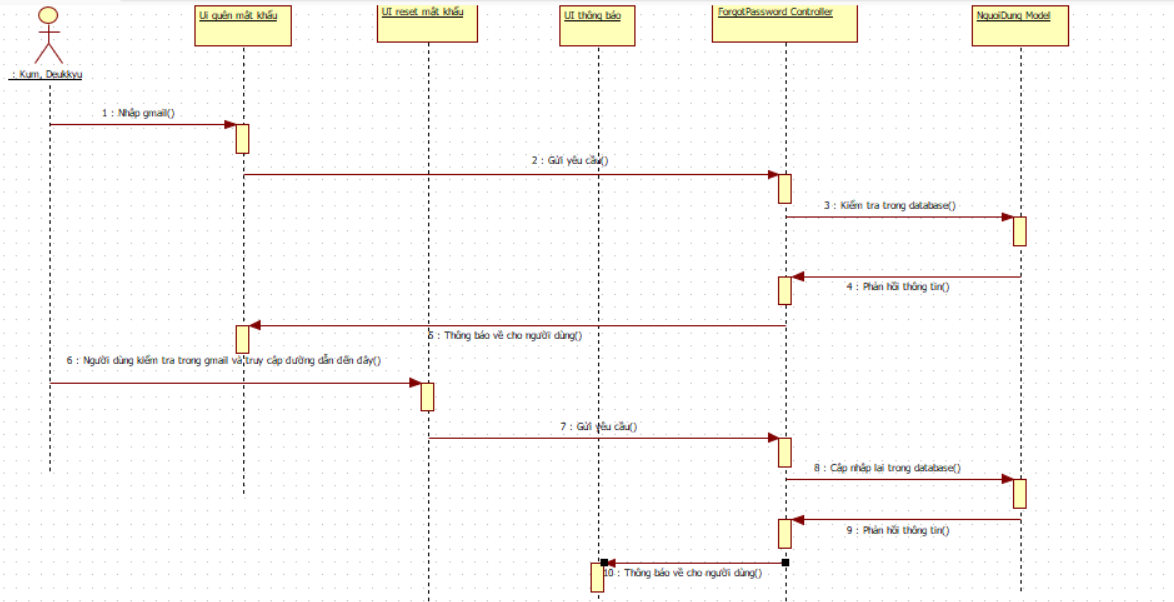 Ui quên mật khẩu
UI reset mật khẩu
UI thông báo
ForgotPassword Controller
NguoiDung Model
: Kum, Deukkyu
1 : Nhập gmail()
2 : Gửi yêu cầu()
3 : Kiểm tra trong database()
4 : Phản hồi thông tin()
5 : Thông báo về cho người dùng()
6 : Người dùng kiểm tra trong gmail và truy cập đường dẫn đến đây()
7 : Gửi yêu cầu()
8 : Cập nhập lại trong database()
9 : Phản hồi thông tin()
10 : Thông báo về cho người dùng()